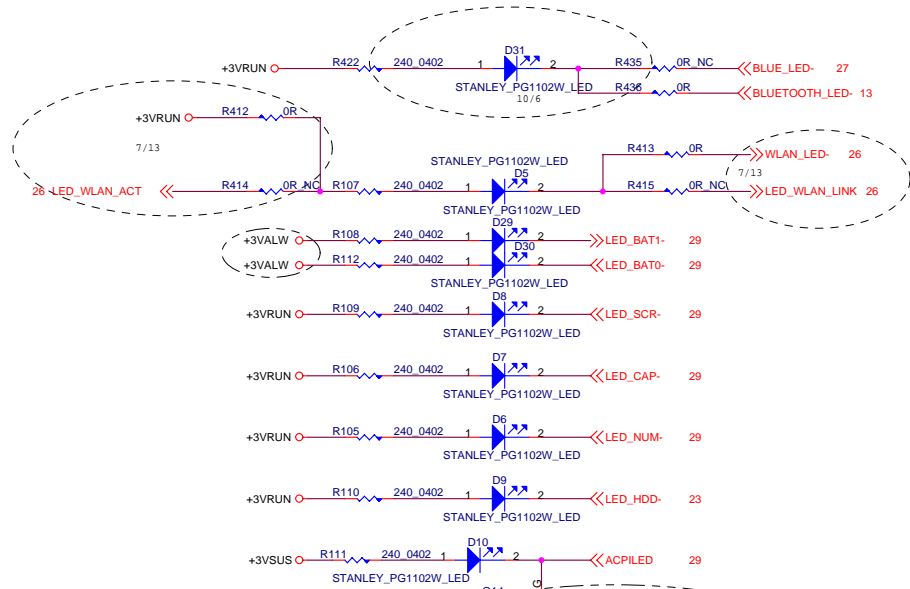 D31
+3VRUN R422 240_0402 1 2 R435 0R_NC BLUE_LED- 27
STANLEY_PG1102W_LED R436 0R BLUETOOTH_LED- 13
10/6
+3VRUN R412 0R
7/13
R413 0R WLAN_LED- 26
STANLEY_PG1102W_LED
7/13
D5
26 LED_WLAN_ACT R414 0R_NC R107 240_0402 1 2 R415 0R_NC LED_WLAN_LINK 26
D29
+3VALW R108 240_0402 1 2 LED_BAT1- 29
D30
+3VALW R112 240_0402 1 2 LED_BAT0- 29
STANLEY_PG1102W_LED
D8
+3VRUN R109 240_0402 1 2 LED_SCR- 29
STANLEY_PG1102W_LED
D7
+3VRUN R106 240_0402 1 2 LED_CAP- 29
STANLEY_PG1102W_LED
D6
+3VRUN R105 240_0402 1 2 LED_NUM- 29
STANLEY_PG1102W_LED
D9
+3VRUN R110 240_0402 1 2 LED_HDD- 23
STANLEY_PG1102W_LED
D10
+3VSUS R111 240_0402 1 2 ACPILED 29
STANLEY_PG1102W_LED
G